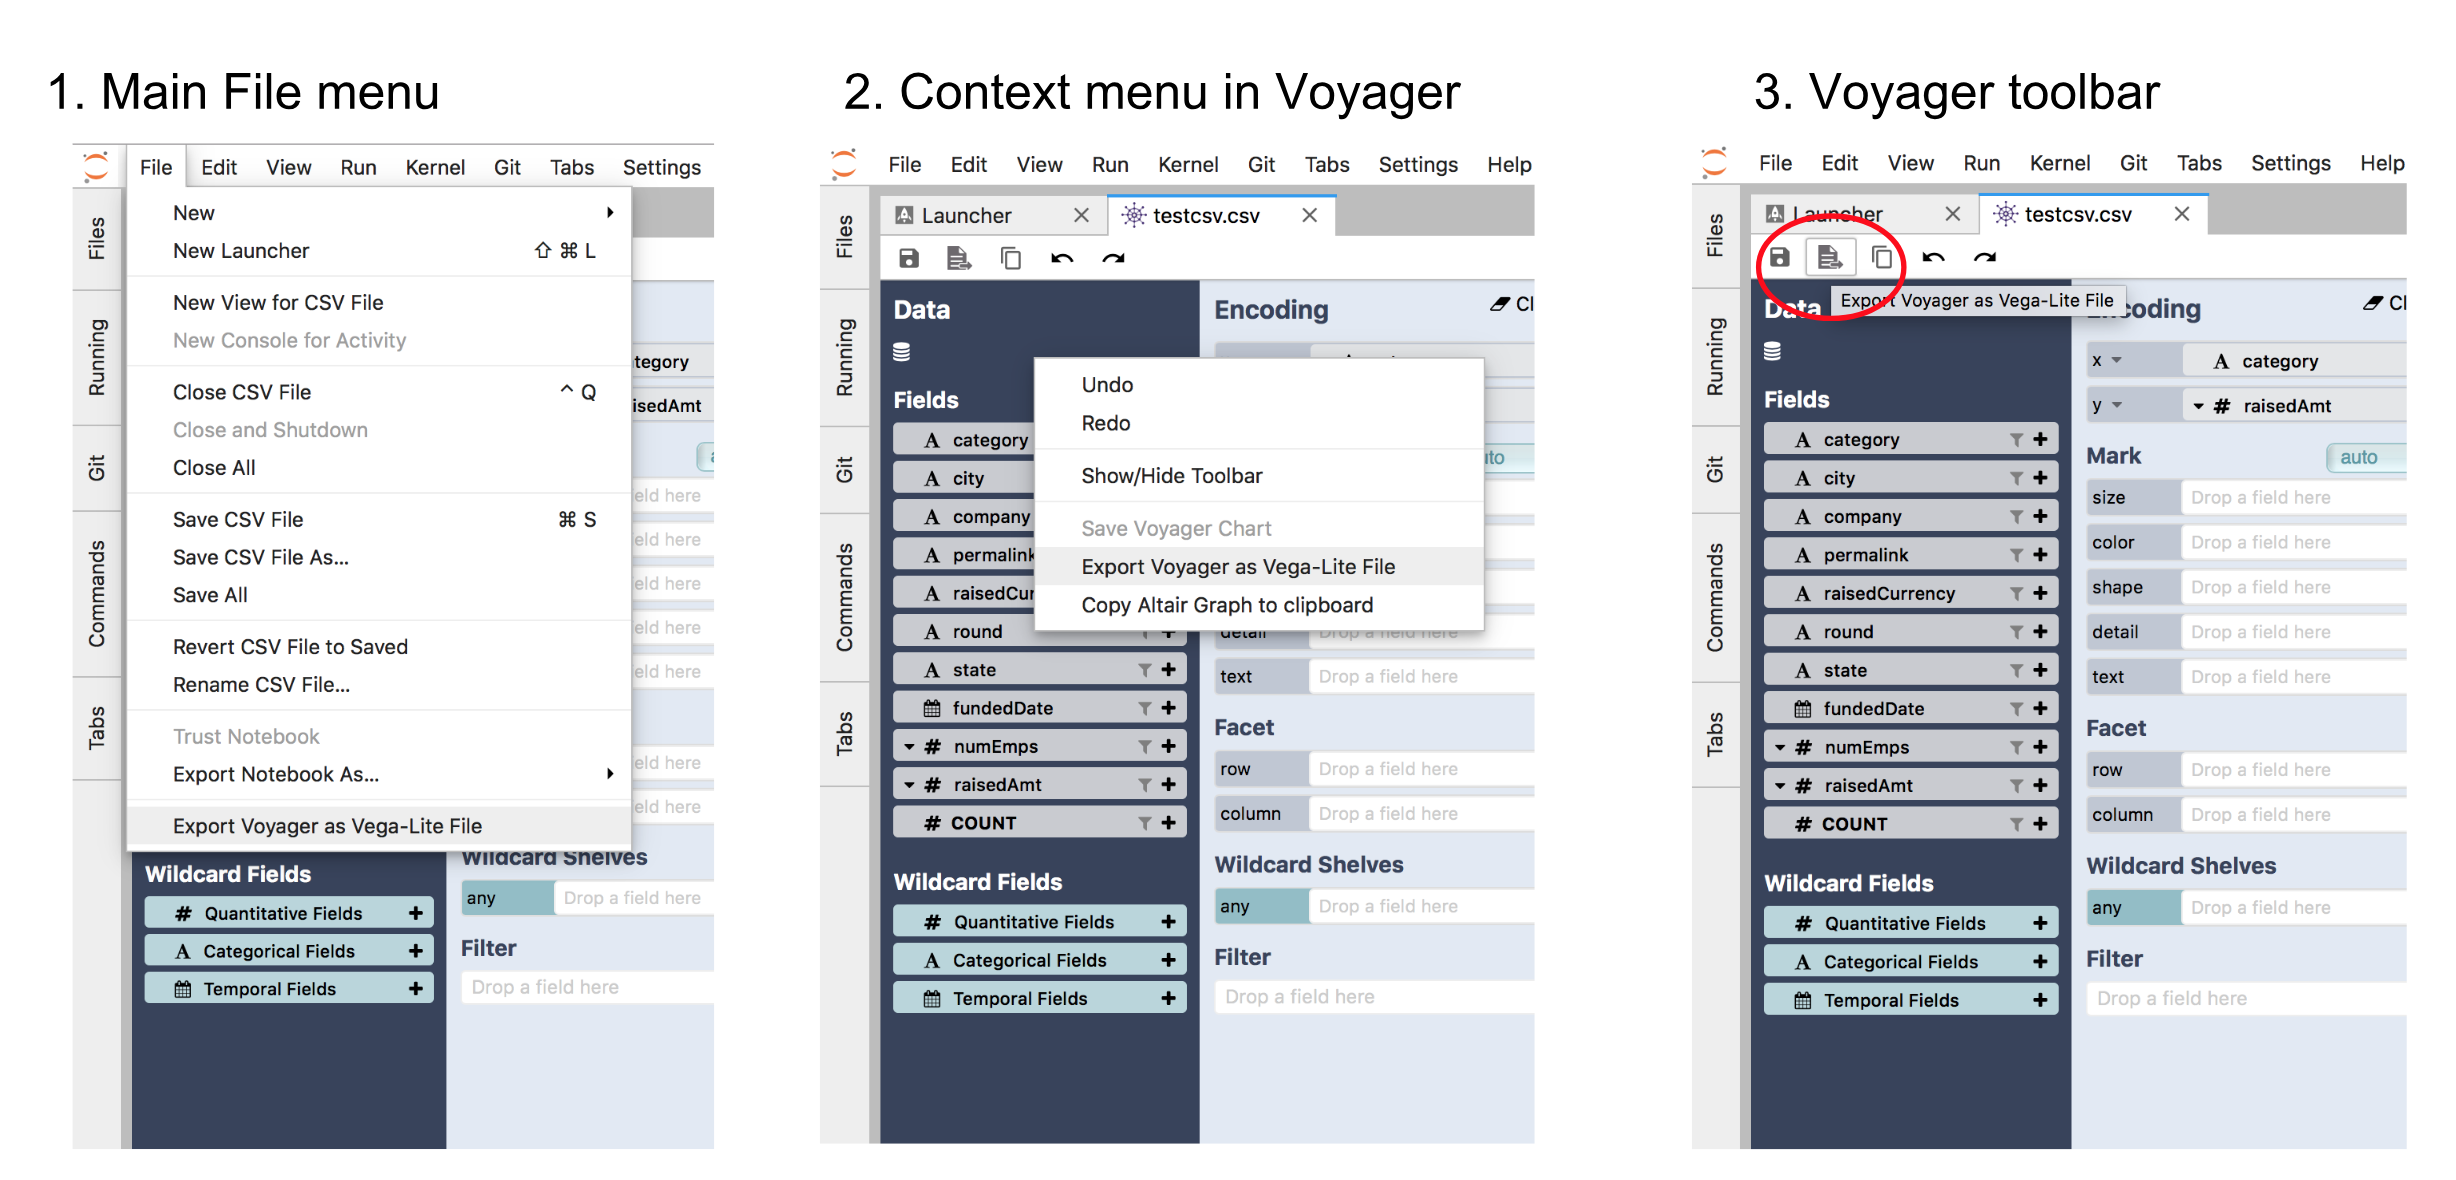 1. Main File menu
File Edit View Run Kernel Git Tabs Settings
Files
Running
Git
Commands
Tabs
New
New Launcher ⇧ ⌘ L
New View for CSV File
New Console for Activity
Close CSV File ^ Q
Close and Shutdown
Close All
Save CSV File ⌘ S
Save CSV File As...
Save All
Revert CSV File to Saved
Rename CSV File...
Trust Notebook
Export Notebook As...
Export Voyager as Vega-Lite File
tegory
isedAmt
eld here
eld here
eld here
eld here
eld here
eld here
eld here
Wildcard Fields
# Quantitative Fields +
A Categorical Fields +
Temporal Fields +
Wildcard Shelves
any Drop a field here
Filter
Drop a field here
2. Context menu in Voyager
File Edit View Run Kernel Git Tabs Settings Help
Files
Running
Git
Commands
Tabs
Launcher × testcsv.csv ×
Data
Fields
A category
A city
A company
A permalink
A raisedCur
A round
A state +
fundedDate +
# numEmps +
# raisedAmt +
# COUNT +
Wildcard Fields
# Quantitative Fields +
A Categorical Fields +
Temporal Fields +
Undo
Redo
Show/Hide Toolbar
Save Voyager Chart
Export Voyager as Vega-Lite File
Copy Altair Graph to clipboard
Encoding Cl
uto
detail Drop a field here
text Drop a field here
Facet
row Drop a field here
column Drop a field here
Wildcard Shelves
any Drop a field here
Filter
Drop a field here
3. Voyager toolbar
File Edit View Run Kernel Git Tabs Settings Help
Files
Running
Git
Commands
Tabs
Launcher × testcsv.csv ×
Export Voyager as Vega-Lite File
Data
Fields
A category +
A city +
A company +
A permalink +
A raisedCurrency +
A round +
A state +
fundedDate +
# numEmps +
# raisedAmt +
# COUNT +
Wildcard Fields
# Quantitative Fields +
A Categorical Fields +
Temporal Fields +
coding Cl
x A category
y # raisedAmt
Mark auto
size Drop a field here
color Drop a field here
shape Drop a field here
detail Drop a field here
text Drop a field here
Facet
row Drop a field here
column Drop a field here
Wildcard Shelves
any Drop a field here
Filter
Drop a field here